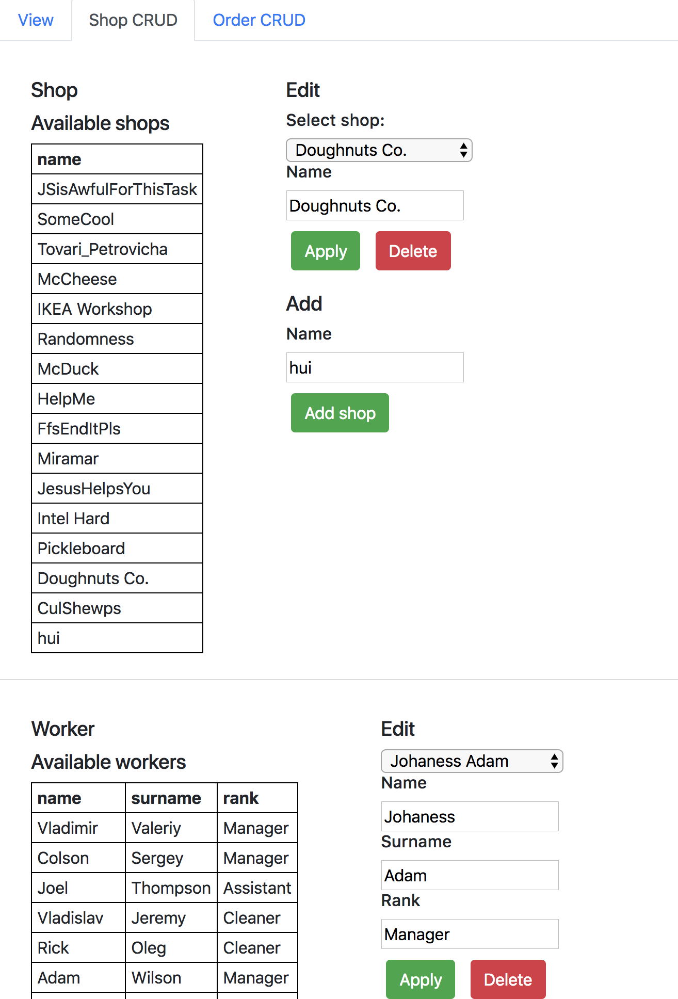 View Shop CRUD Order CRUD
Shop
Available shops
name
JSisAwfulForThisTask
SomeCool
Tovari_Petrovicha
McCheese
IKEA Workshop
Randomness
McDuck
HelpMe
FfsEndItPls
Miramar
JesusHelpsYou
Intel Hard
Pickleboard
Doughnuts Co.
CulShewps
hui
Edit
Select shop:
Doughnuts Co.
Name
Doughnuts Co.
Apply Delete
Add
Name
hui
Add shop
Worker
Available workers
name surname rank
Vladimir Valeriy Manager
Colson Sergey Manager
Joel Thompson Assistant
Vladislav Jeremy Cleaner
Rick Oleg Cleaner
Adam Wilson Manager
Edit
Johaness Adam
Name
Johaness
Surname
Adam
Rank
Manager
Apply Delete